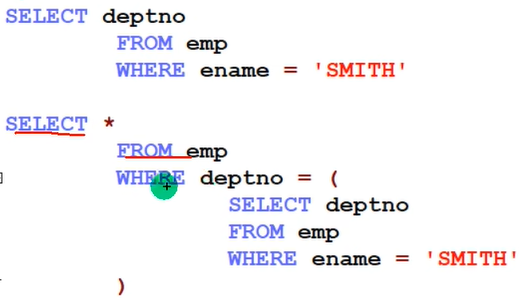 SELECT deptno
FROM emp
WHERE ename = 'SMITH'
SELECT *
FROM emp
WHERE deptno = (
SELECT deptno
FROM emp
WHERE ename = 'SMITH'
)